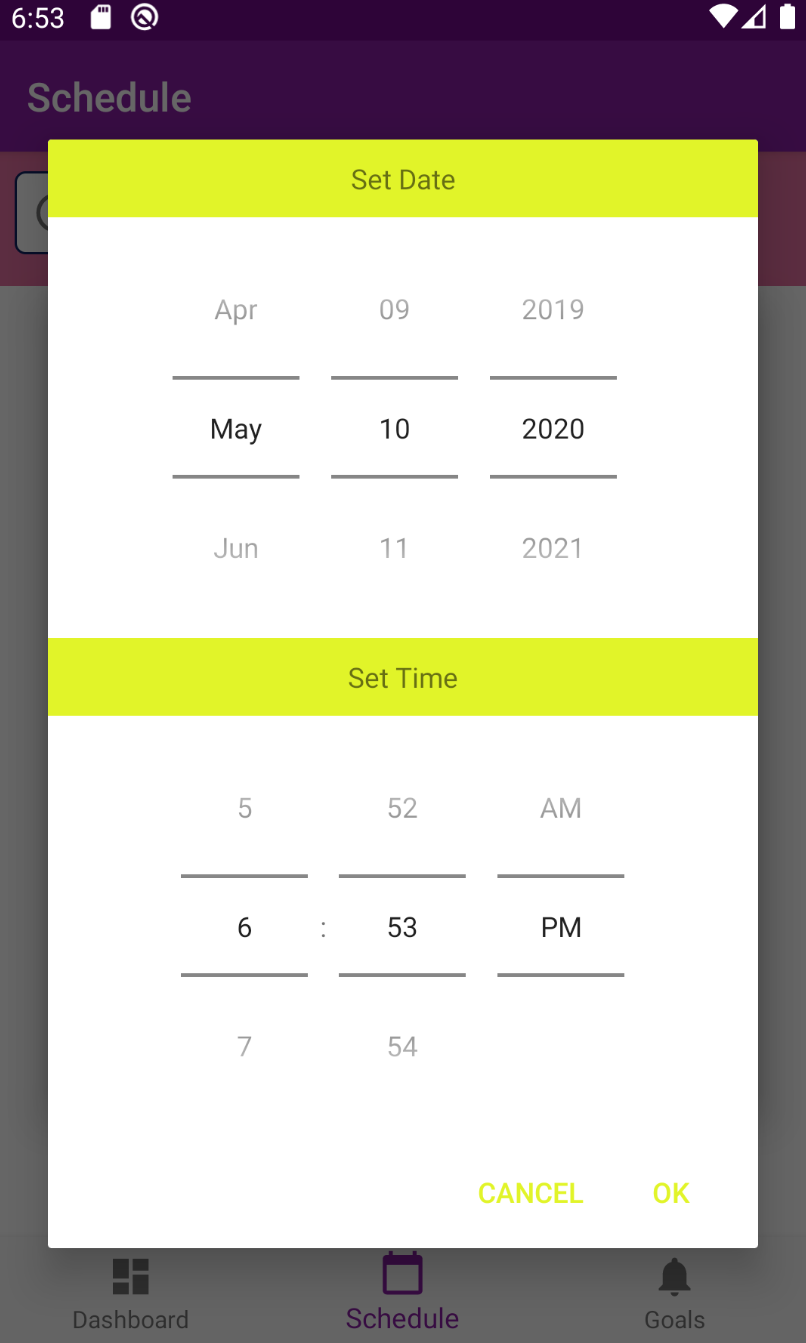 6:53
Schedule
Set Date
Apr 09 2019
May 10 2020
Jun 11 2021
Set Time
5 52 AM
6 : 53 PM
7 54
CANCEL OK
Dashboard Schedule Goals